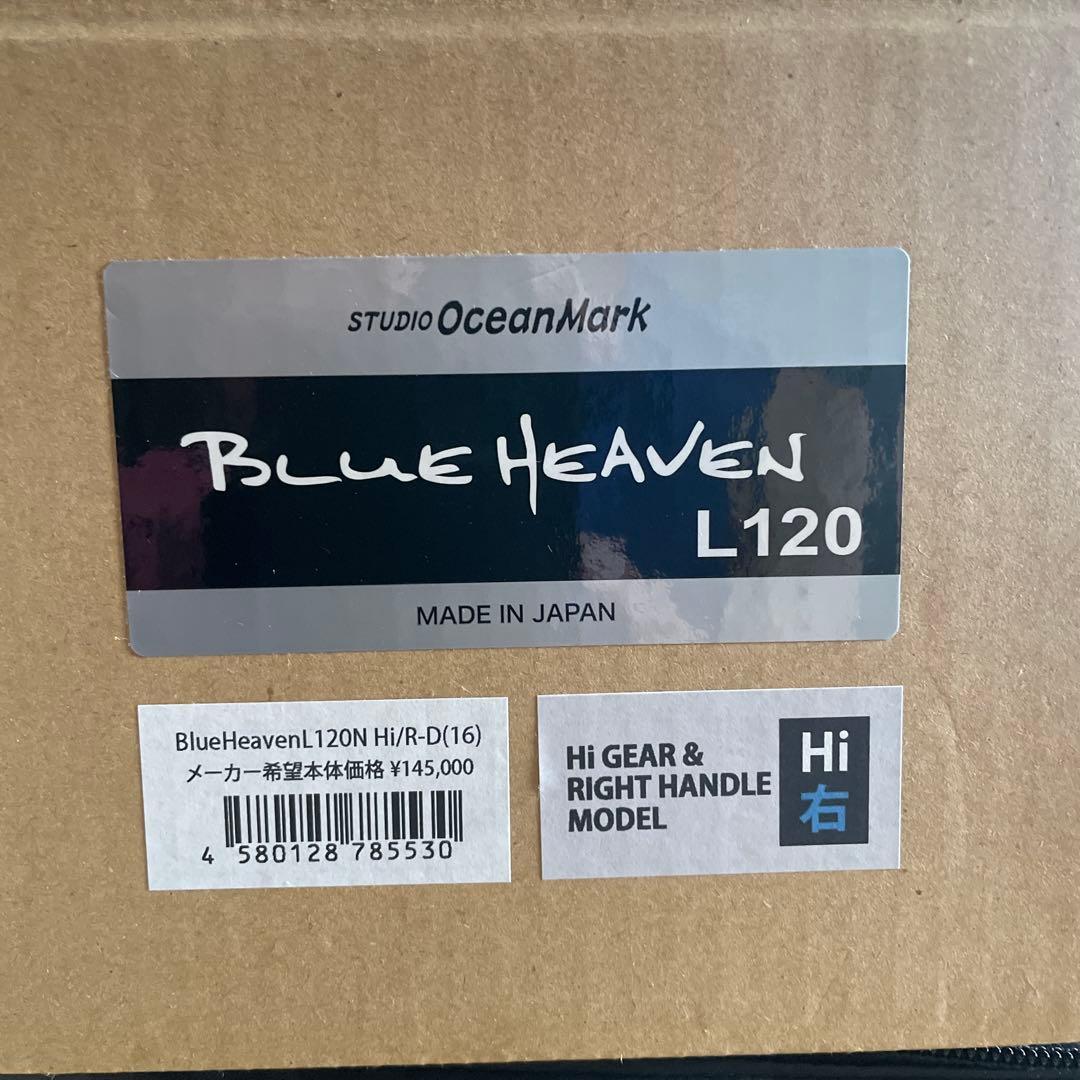 STUDIO OceanMark
BLUE HEAVEN
L120
MADE IN JAPAN
BlueHeavenL120N Hi/R-D(16)
メーカー希望本体価格 ¥145,000
4 580128 785530
Hi GEAR &
RIGHT HANDLE
MODEL
Hi
右